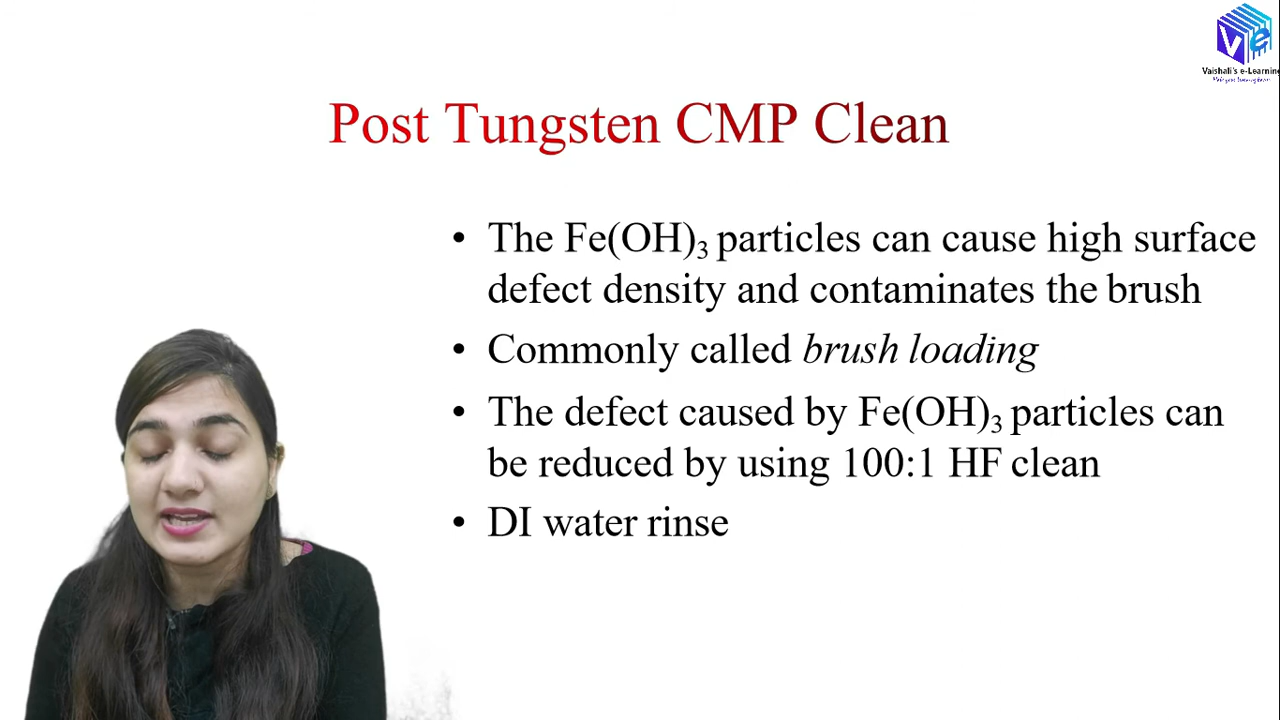 Ve
Vaishali's e-Learning
Post Tungsten CMP Clean
• The Fe(OH)₃ particles can cause high surface
defect density and contaminates the brush
• Commonly called brush loading
• The defect caused by Fe(OH)₃ particles can
be reduced by using 100:1 HF clean
• DI water rinse